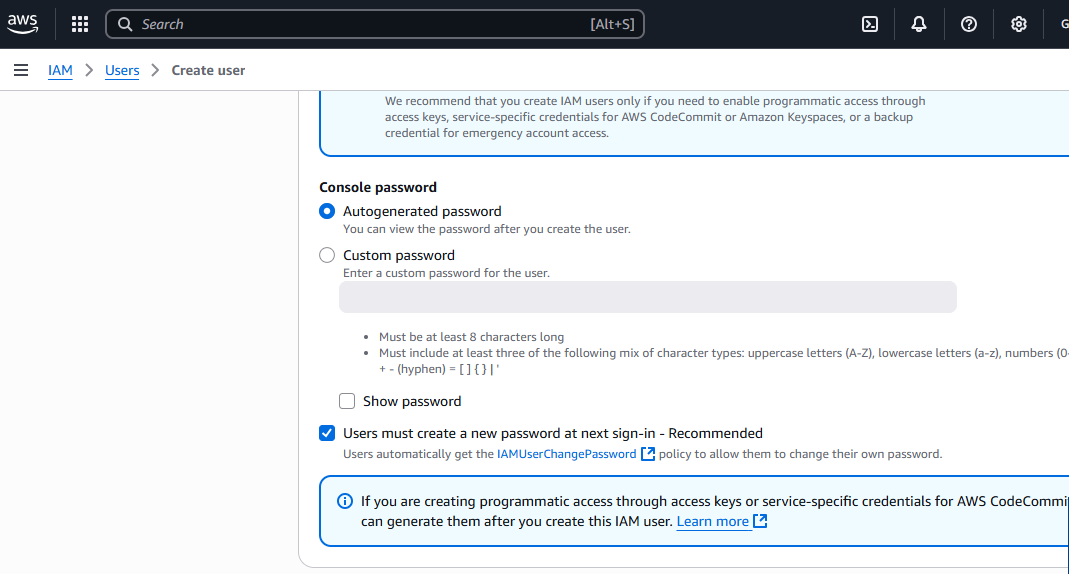 aws
Search [Alt+S]
IAM > Users > Create user
We recommend that you create IAM users only if you need to enable programmatic access through
access keys, service-specific credentials for AWS CodeCommit or Amazon Keyspaces, or a backup
credential for emergency account access.
Console password
Autogenerated password
You can view the password after you create the user.
Custom password
Enter a custom password for the user.
• Must be at least 8 characters long
• Must include at least three of the following mix of character types: uppercase letters (A-Z), lowercase letters (a-z), numbers (0-
+ - (hyphen) = [ ] { } | '
Show password
Users must create a new password at next sign-in - Recommended
Users automatically get the IAMUserChangePassword policy to allow them to change their own password.
If you are creating programmatic access through access keys or service-specific credentials for AWS CodeCommi
can generate them after you create this IAM user. Learn more